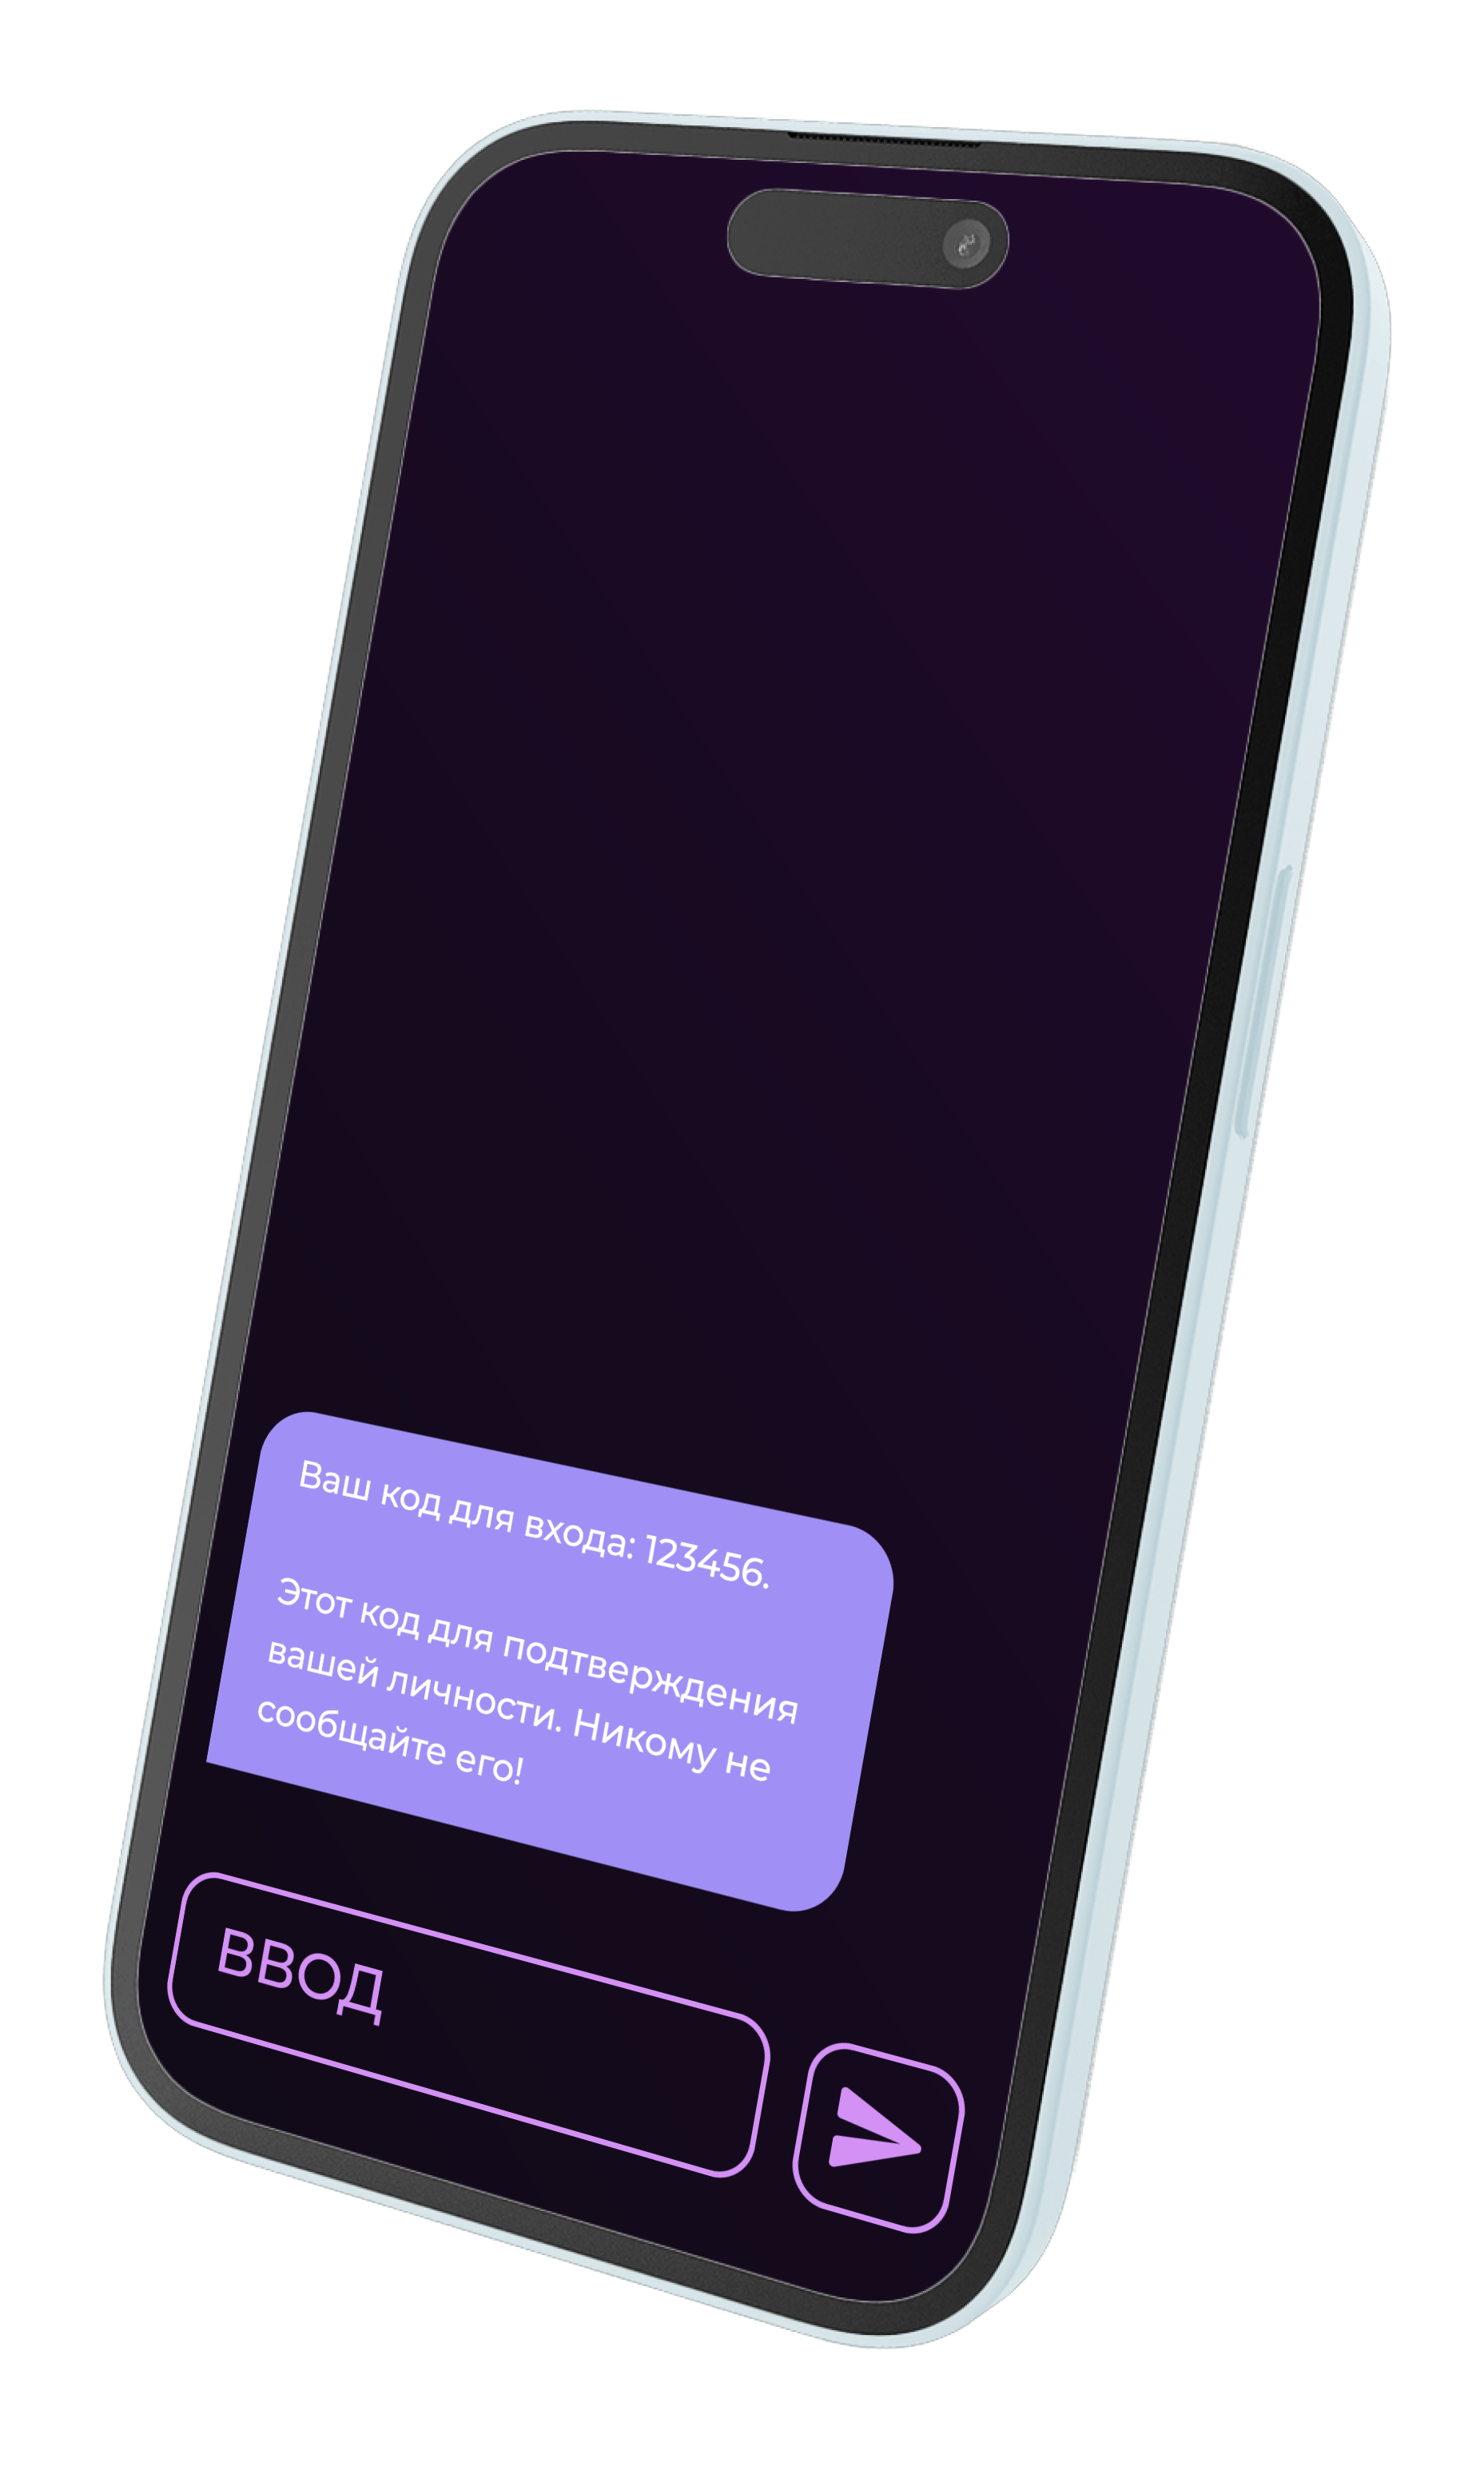 Ваш код для входа: 123456.
Этот код для подтверждения
вашей личности. Никому не
сообщайте его!
ВВОД